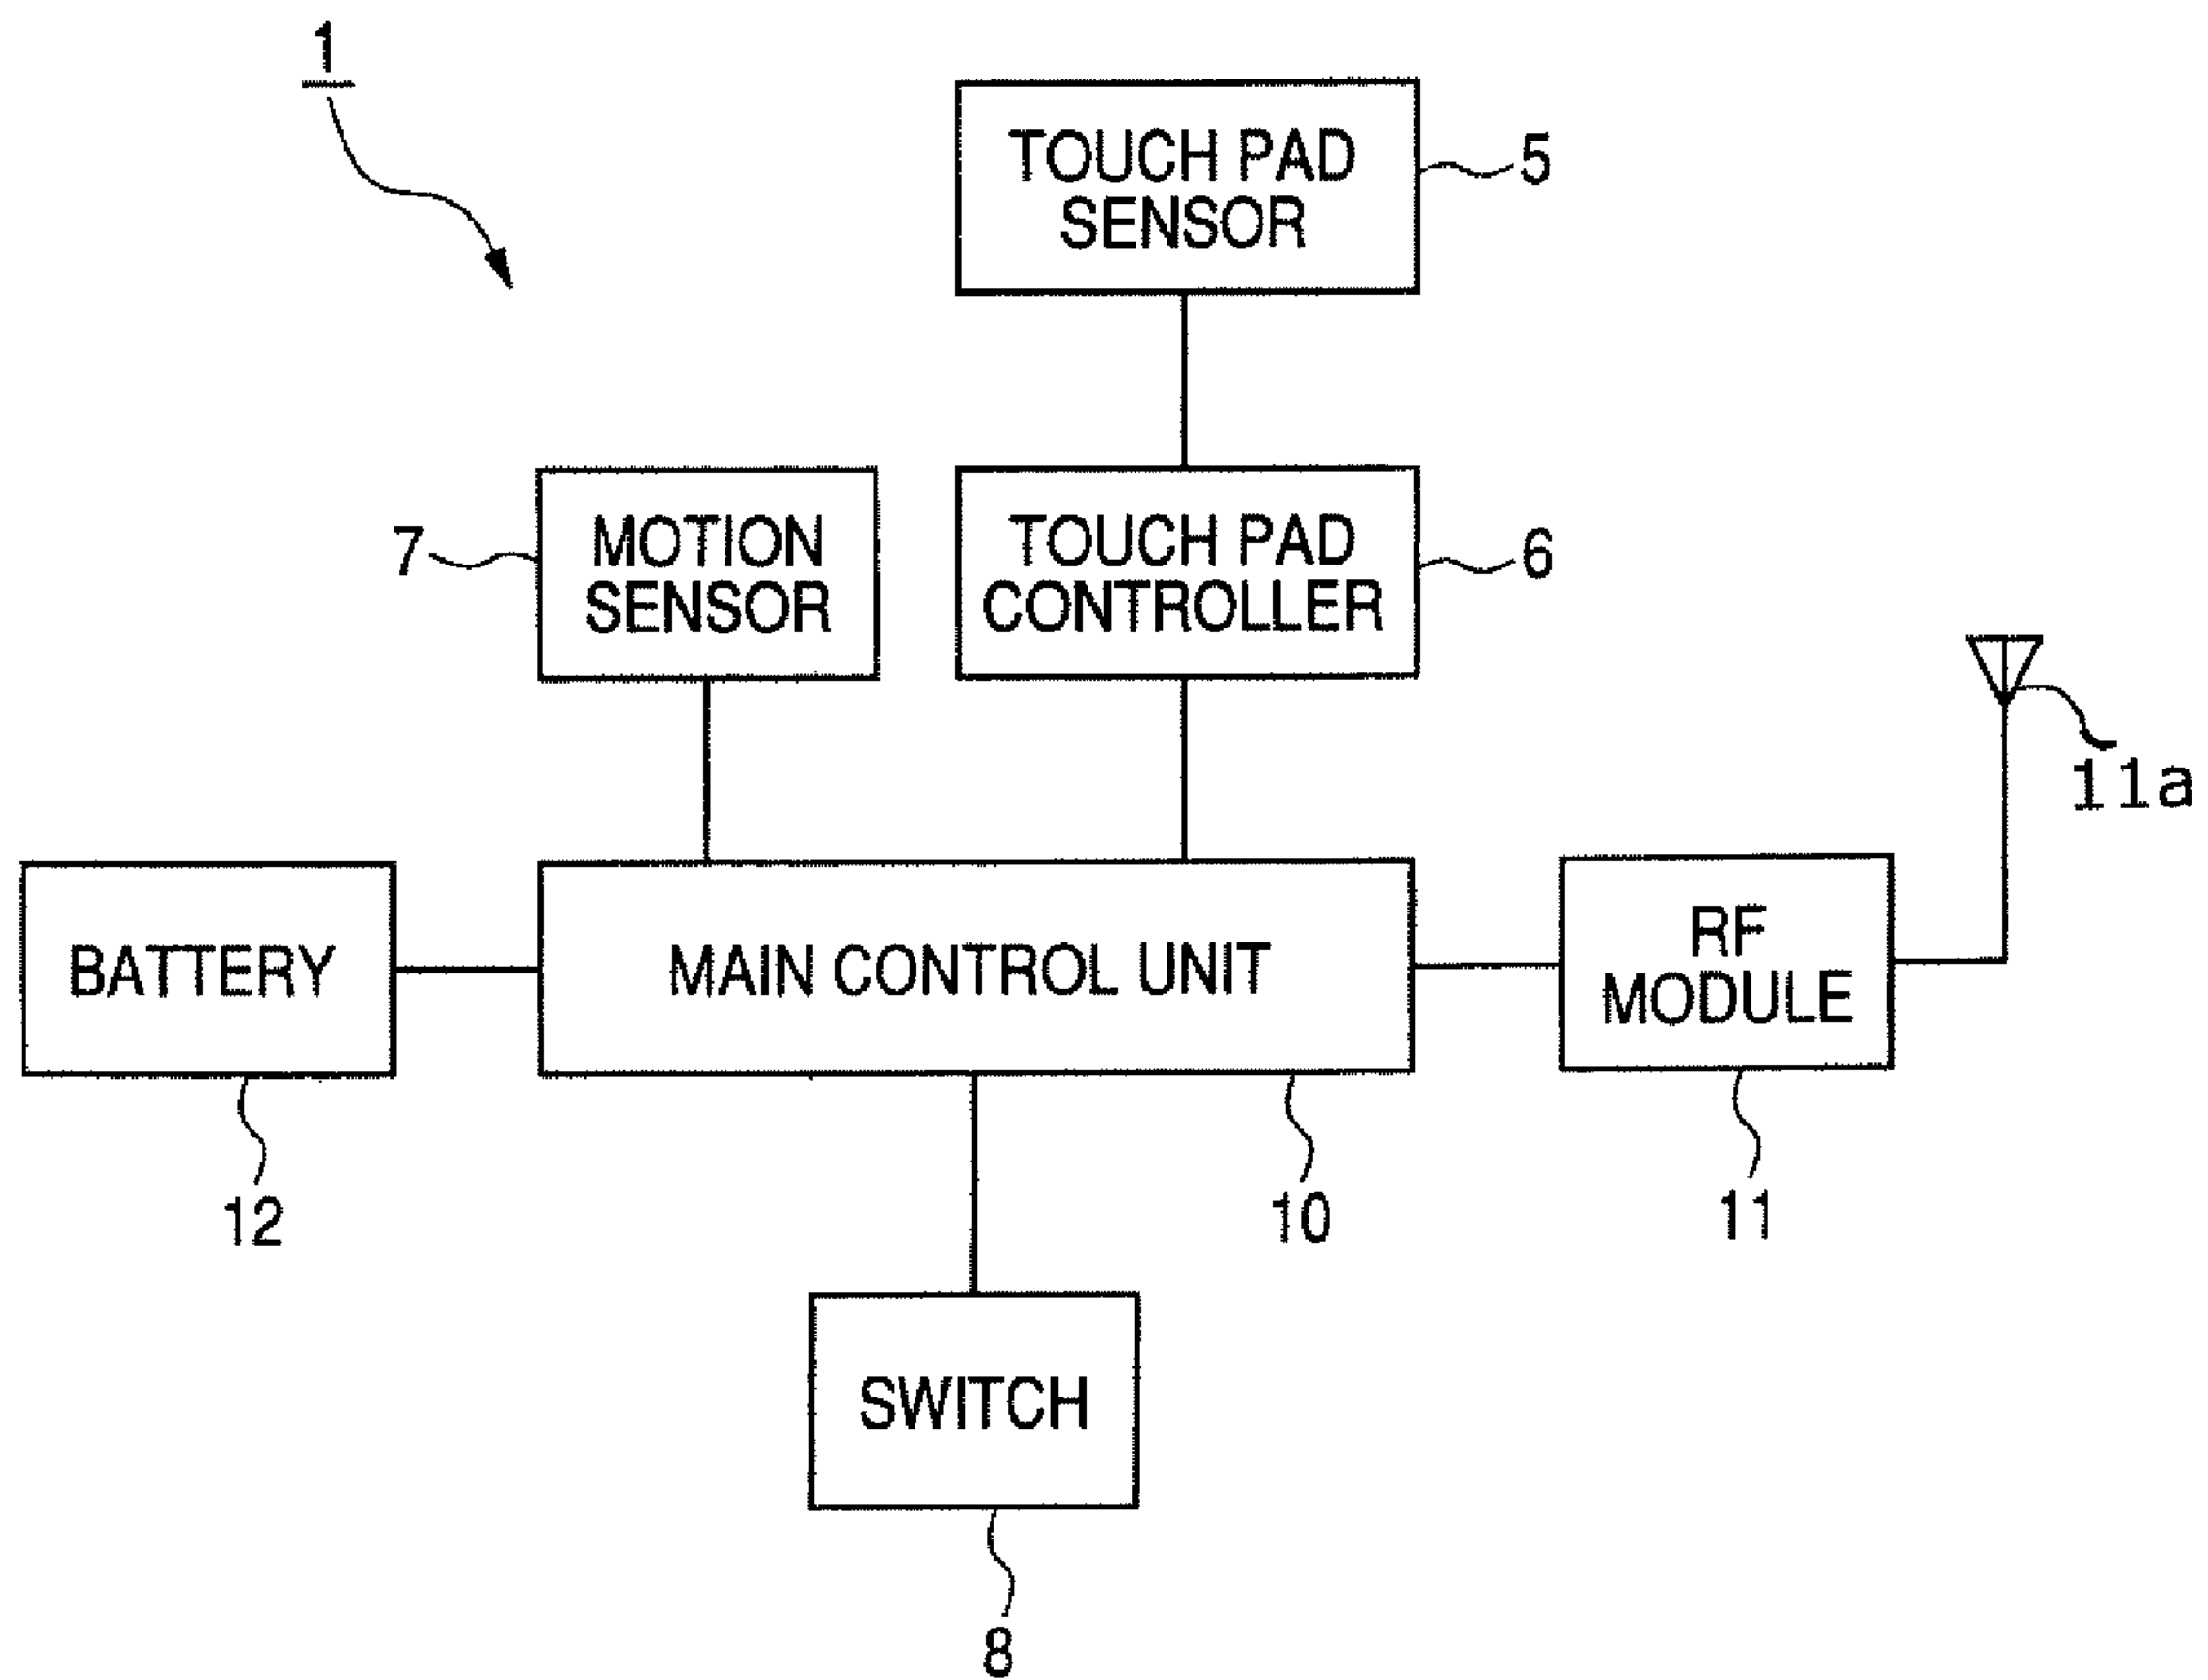 1
TOUCH PAD
SENSOR
5
7
MOTION
SENSOR
TOUCH PAD
CONTROLLER
6
11a
BATTERY
MAIN CONTROL UNIT
RF
MODULE
12
10
11
SWITCH
8